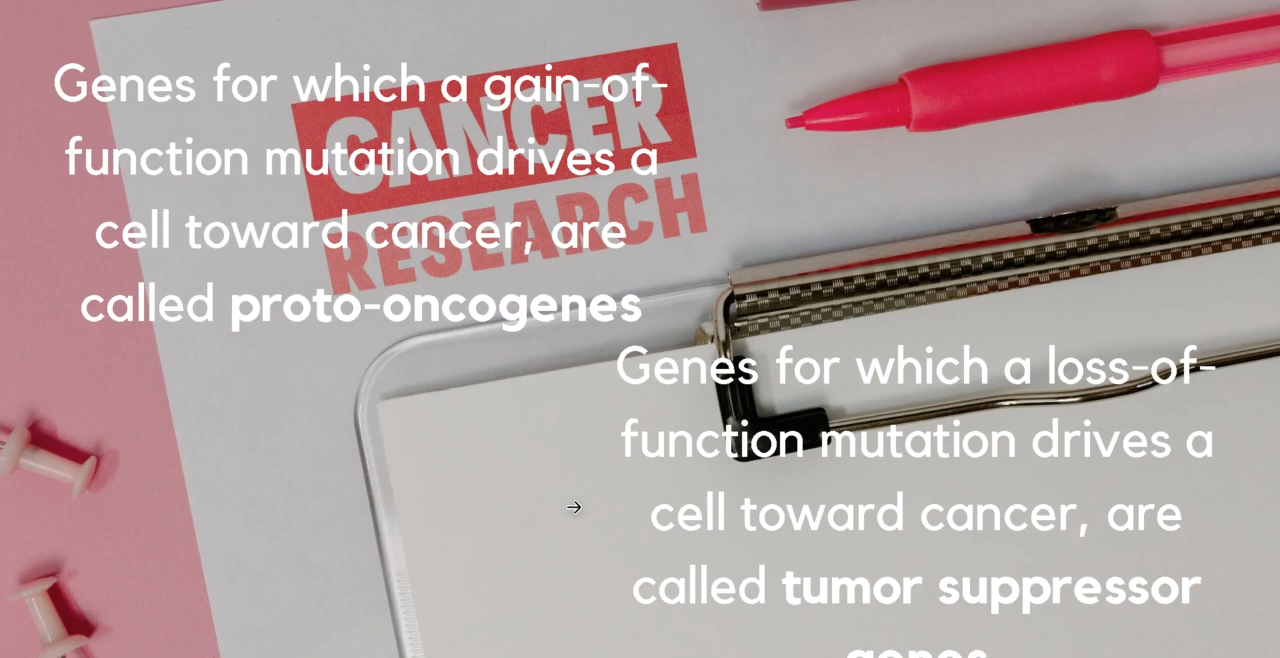 Genes for which a gain-of-
function mutation drives a
cell toward cancer, are
called proto-oncogenes
CANCER
RESEARCH
Genes for which a loss-of-
function mutation drives a
cell toward cancer, are
called tumor suppressor
genes